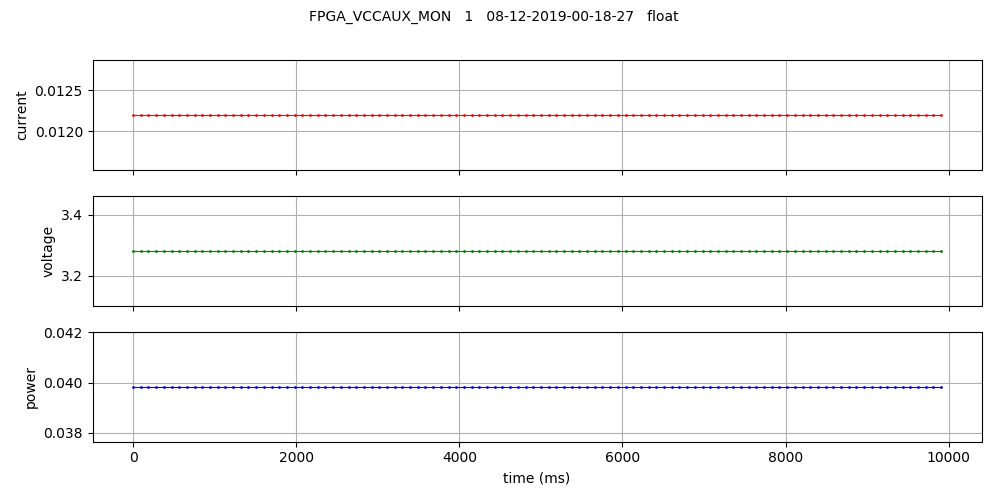 FPGA_VCCAUX_MON 1 08-12-2019-00-18-27 float
0.0125
0.0120
current
3.4
3.2
voltage
0.042
0.040
0.038
power
0 2000 4000 6000 8000 10000
time (ms)